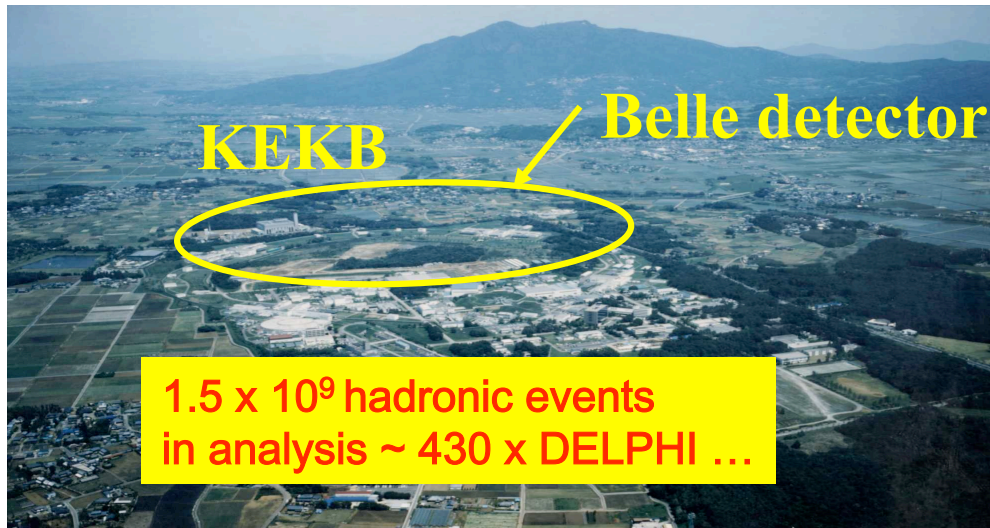 Belle detector
KEKB
1.5 x 10⁹ hadronic events
in analysis ~ 430 x DELPHI …